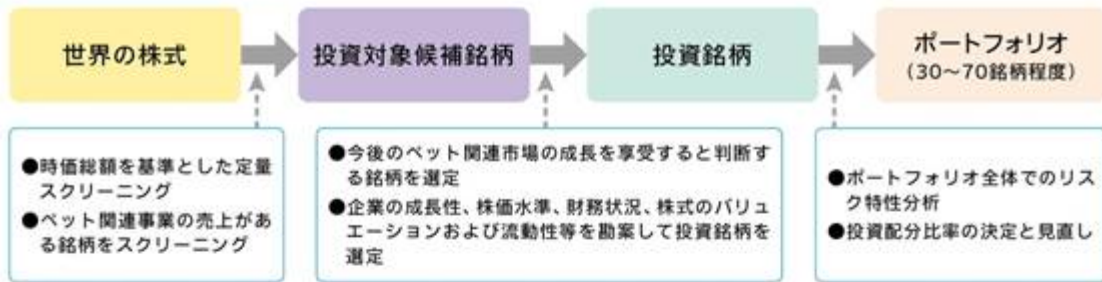 世界の株式
投資対象候補銘柄
投資銘柄
ポートフォリオ
(30～70銘柄程度)
●時価総額を基準とした定量
スクリーニング
●ペット関連事業の売上があ
る銘柄をスクリーニング
●今後のペット関連市場の成長を享受すると判断す
る銘柄を選定
●企業の成長性、株価水準、財務状況、株式のバリュ
エーションおよび流動性等を勘案して投資銘柄を
選定
●ポートフォリオ全体でのリス
ク特性分析
●投資配分比率の決定と見直し